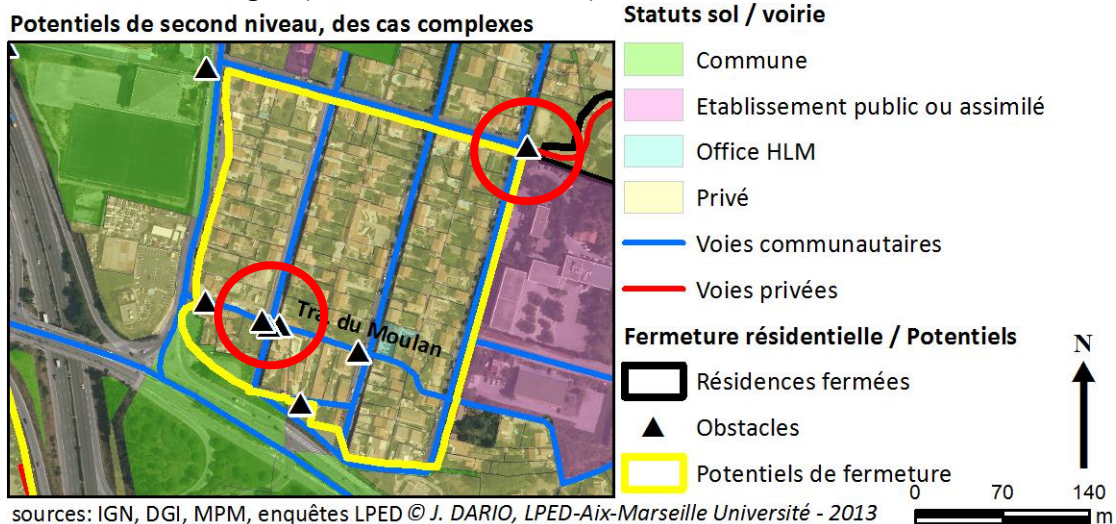 Potentiels de second niveau, des cas complexes
Tra. du Moulan
Statuts sol / voirie
Commune
Etablissement public ou assimilé
Office HLM
Privé
Voies communautaires
Voies privées
Fermeture résidentielle / Potentiels
Résidences fermées
Obstacles
Potentiels de fermeture
N
0 70 140
m
sources: IGN, DGI, MPM, enquêtes LPED © J. DARIO, LPED-Aix-Marseille Université - 2013